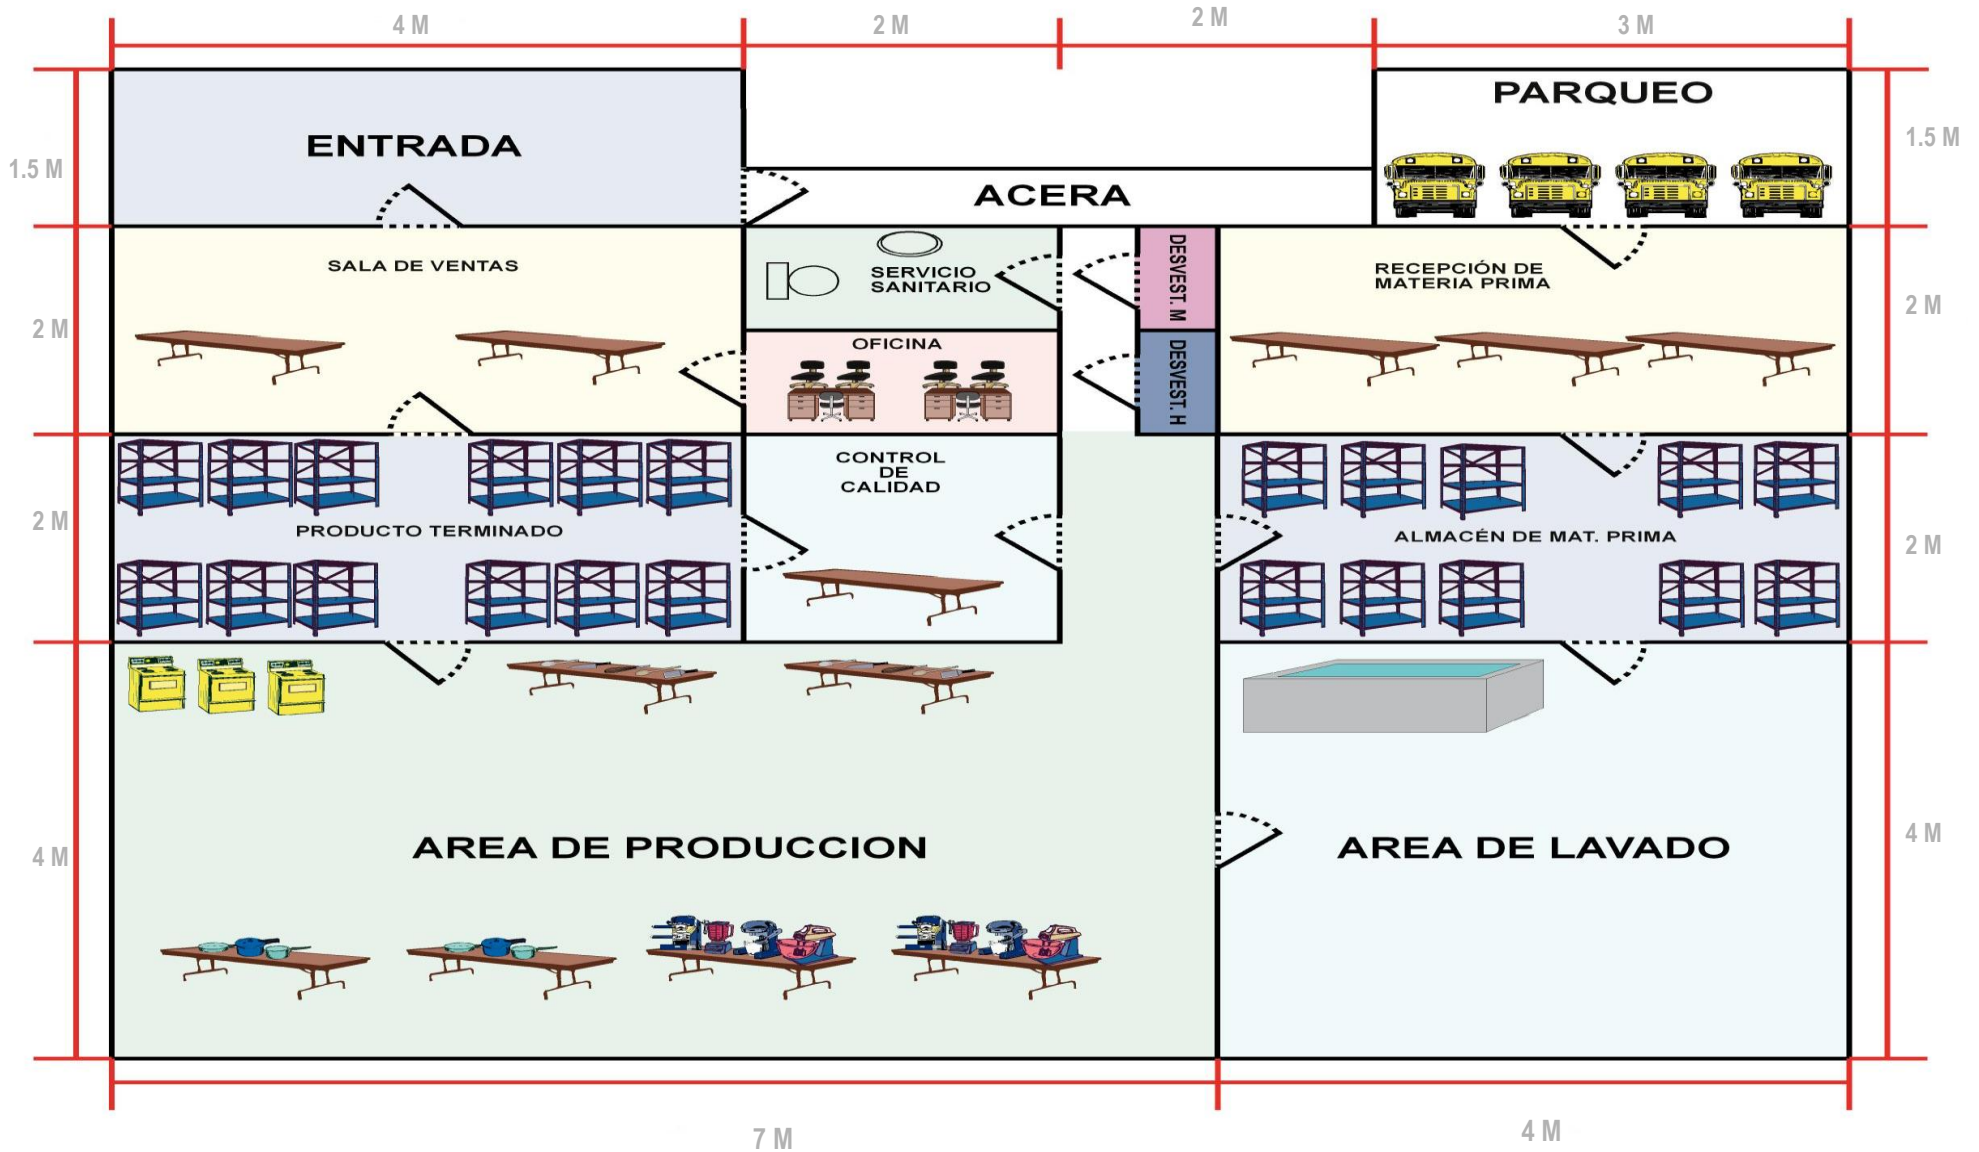 4 M
2 M
2 M
3 M
PARQUEO
ENTRADA
1.5 M
1.5 M
ACERA
SALA DE VENTAS
SERVICIO
SANITARIO
DESVEST. M
RECEPCIÓN DE
MATERIA PRIMA
2 M
2 M
OFICINA
DESVEST. H
CONTROL
DE
CALIDAD
2 M
PRODUCTO TERMINADO
ALMACÉN DE MAT. PRIMA
2 M
4 M
AREA DE PRODUCCION
AREA DE LAVADO
4 M
7 M
4 M